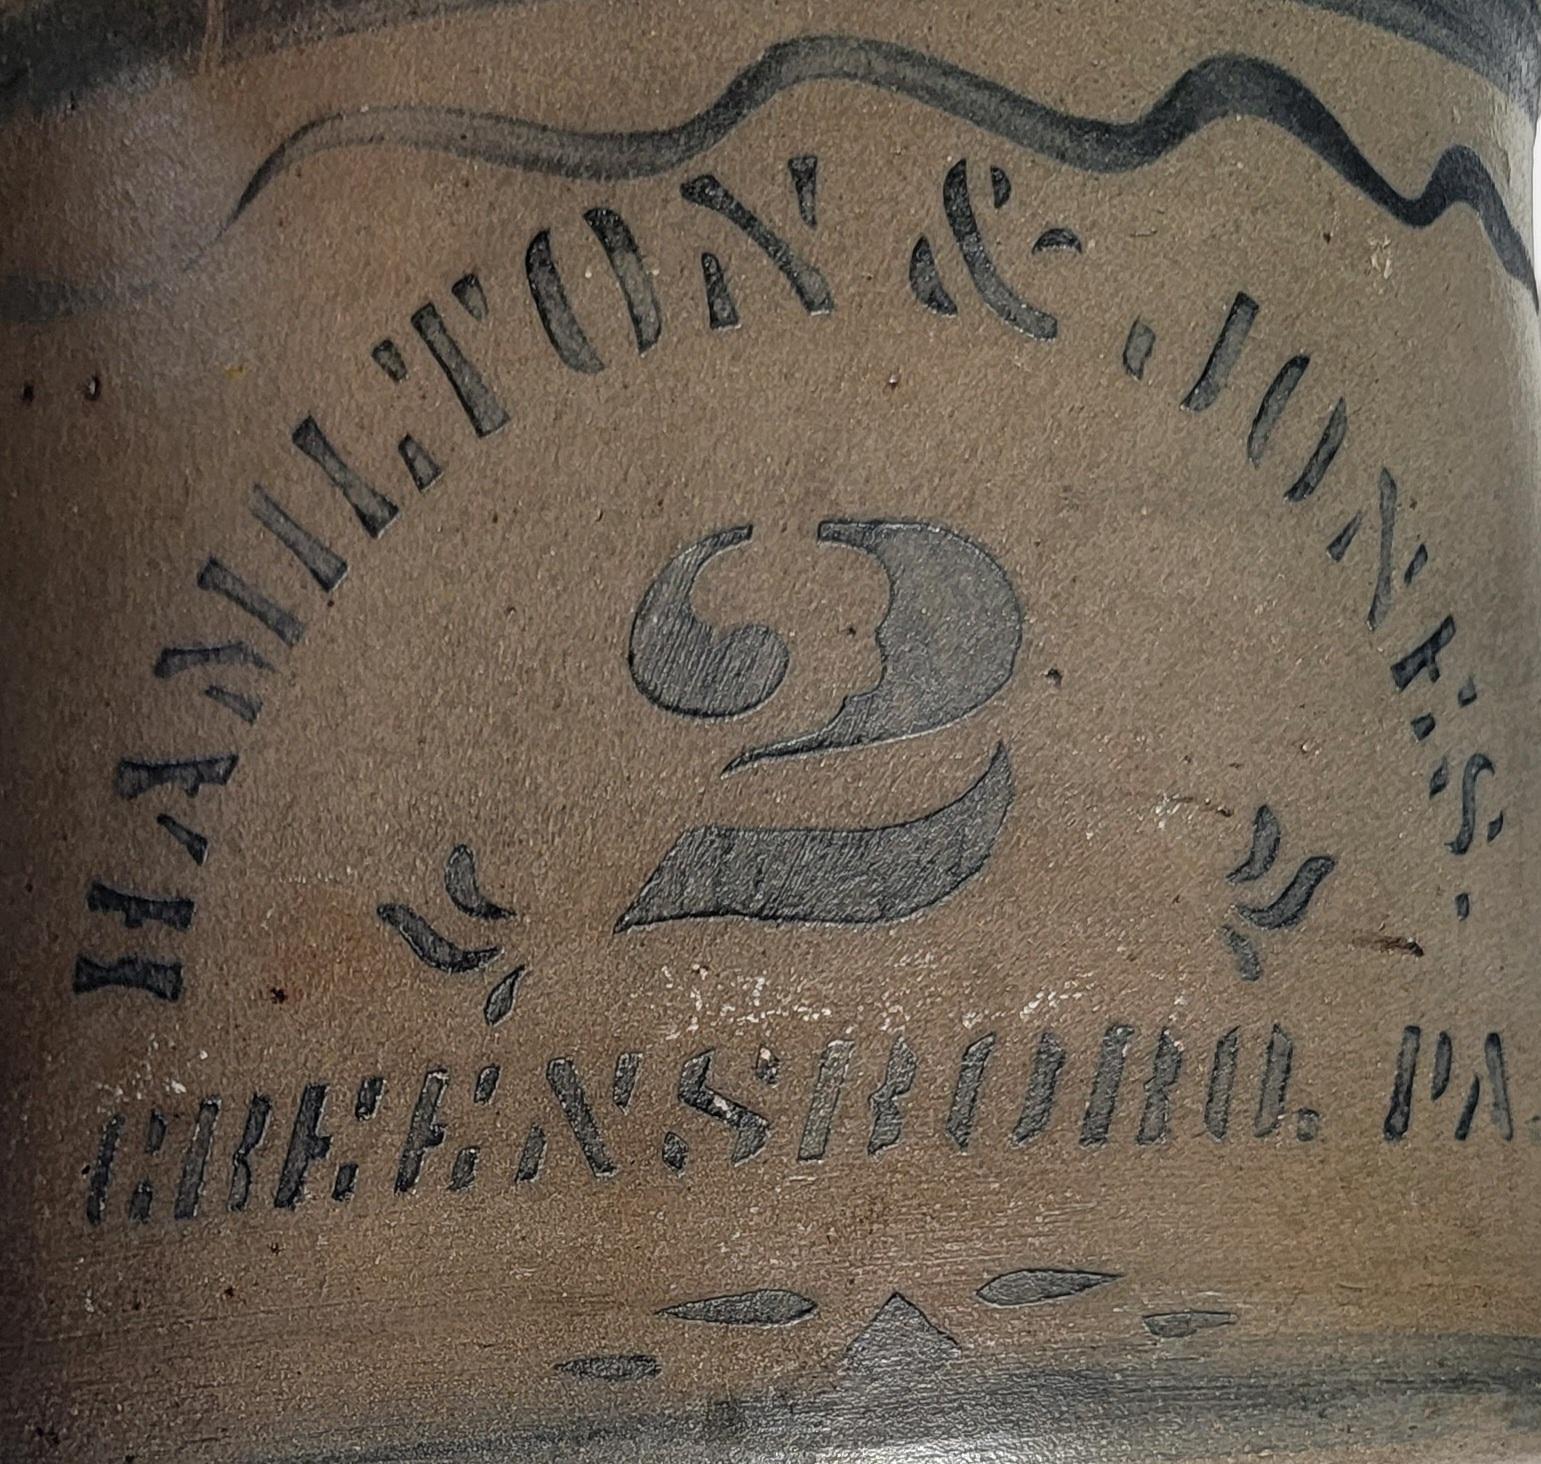 HAMILTON & JONES.
2
GREENSBORO. PA.